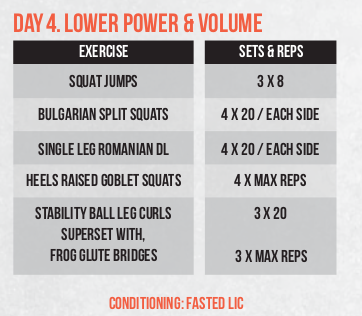 DAY 4. LOWER POWER & VOLUME
EXERCISE SETS & REPS
SQUAT JUMPS 3 X 8
BULGARIAN SPLIT SQUATS 4 X 20 / EACH SIDE
SINGLE LEG ROMANIAN DL 4 X 20 / EACH SIDE
HEELS RAISED GOBLET SQUATS 4 X MAX REPS
STABILITY BALL LEG CURLS 3 X 20
SUPERSET WITH,
FROG GLUTE BRIDGES 3 X MAX REPS
CONDITIONING: FASTED LIC